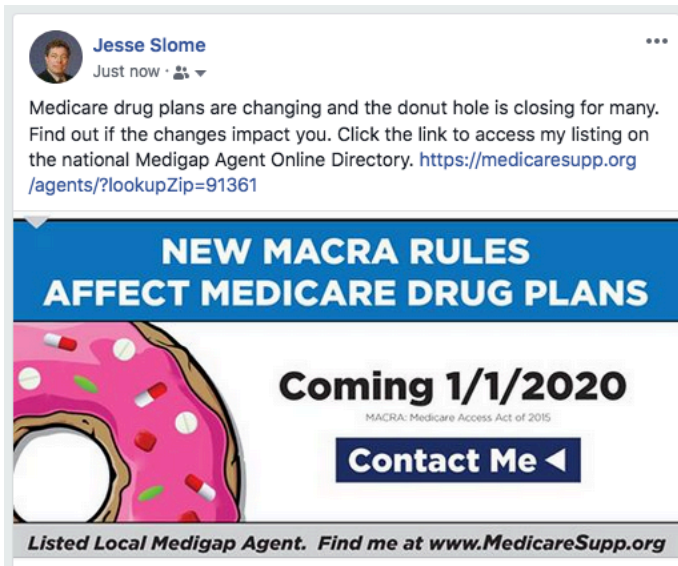 Jesse Slome
Just now ·
Medicare drug plans are changing and the donut hole is closing for many.
Find out if the changes impact you. Click the link to access my listing on
the national Medigap Agent Online Directory. https://medicaresupp.org
/agents/?lookupZip=91361
NEW MACRA RULES
AFFECT MEDICARE DRUG PLANS
Coming 1/1/2020
MACRA: Medicare Access Act of 2015
Contact Me
Listed Local Medigap Agent. Find me at www.MedicareSupp.org